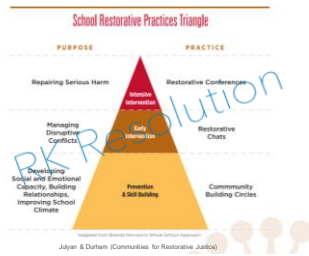 School Restorative Practices Triangle
PURPOSE
PRACTICE
Repairing Serious Harm
Intensive
Intervention
Restorative Conferences
Managing
Disruptive
Conflicts
Early
Intervention
Restorative
Chats
Developing
Social and Emotional
Capacity, Building
Relationships,
Improving School
Climate
Prevention
& Skill Building
Commmunity
Building Circles
RK Resolution
Adapted from Brenda Morrison's Whole School Approach
Julyan & Durham (Communities for Restorative Justice)